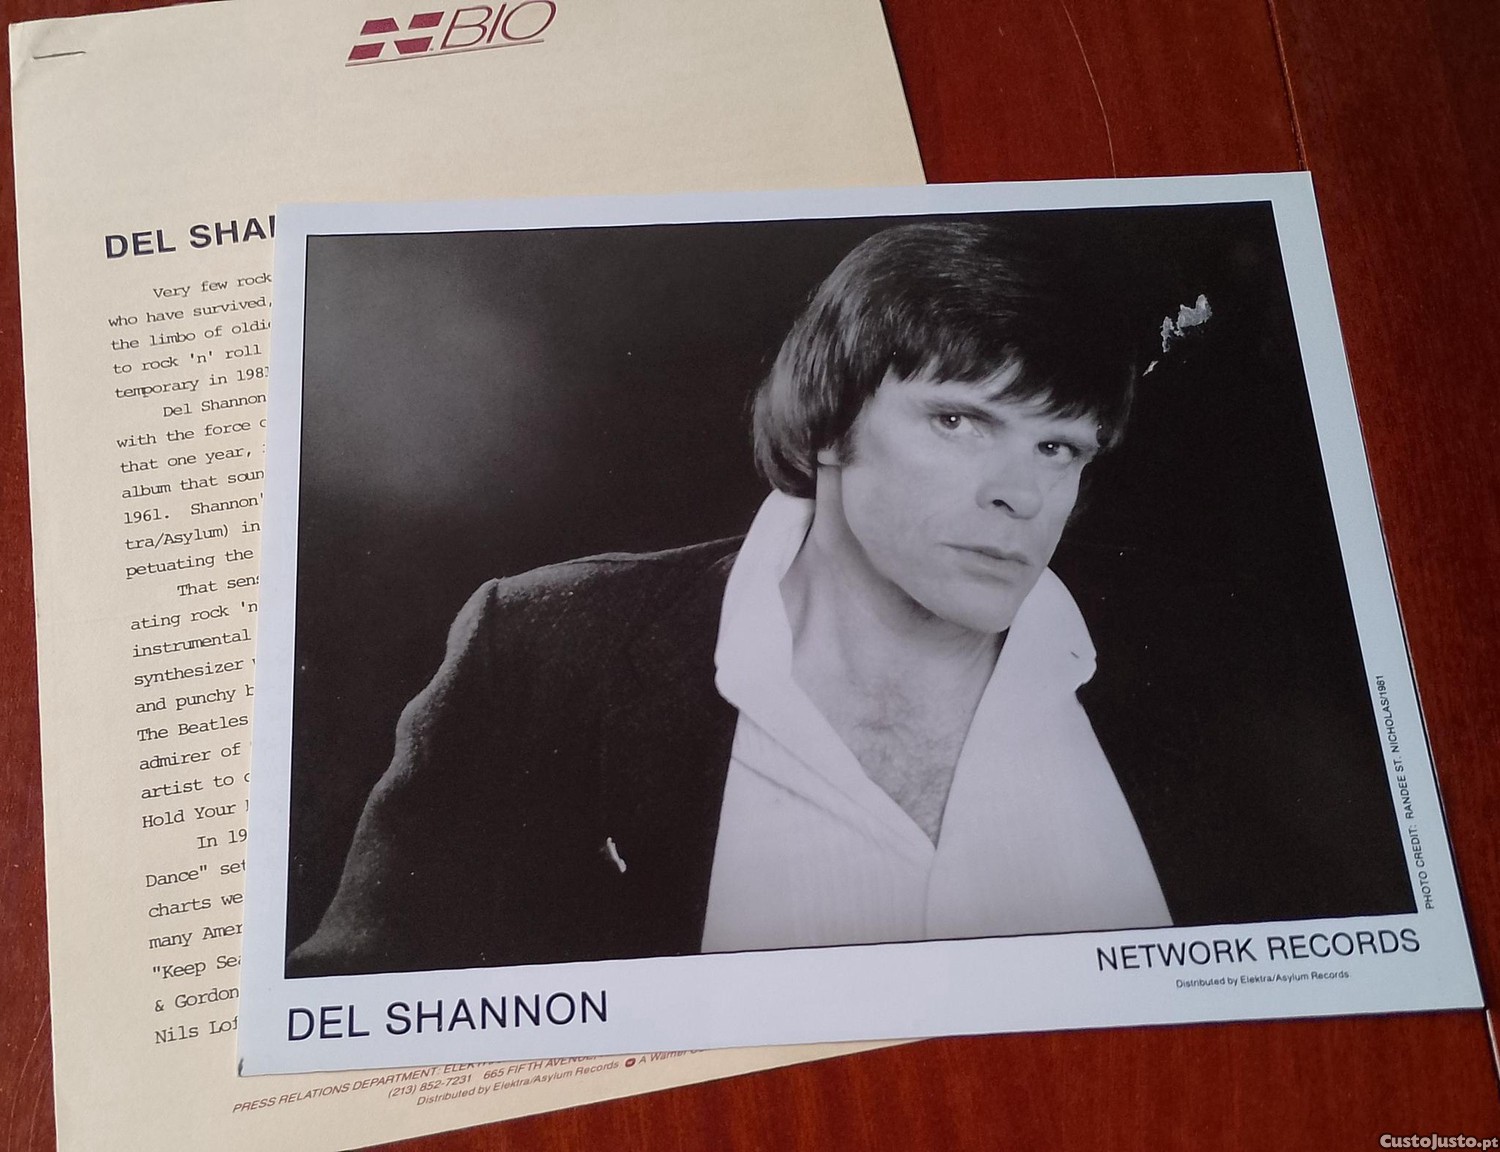 N BIO
DEL SHAN
Very few rock
who have survived,
the limbo of oldie
to rock 'n' roll
temporary in 1981
Del Shannon
with the force o
that one year,
album that soun
1961. Shannon'
tra/Asylum) in
petuating the
That sens
ating rock 'n
instrumental
synthesizer
and punchy b
The Beatles
admirer of
artist to c
Hold Your
In 19
Dance" set
charts we
many Amer
"Keep Sea
& Gordon
Nils Lof
PRESS RELATIONS DEPARTMENT:
(213) 852-7231 665 FIFTH AVENUE
Distributed by Elektra/Asylum Records A Warner
PHOTO CREDIT: RANDEE ST. NICHOLAS/1981
NETWORK RECORDS
Distributed by Elektra/Asylum Records
DEL SHANNON
CustoJusto.pt